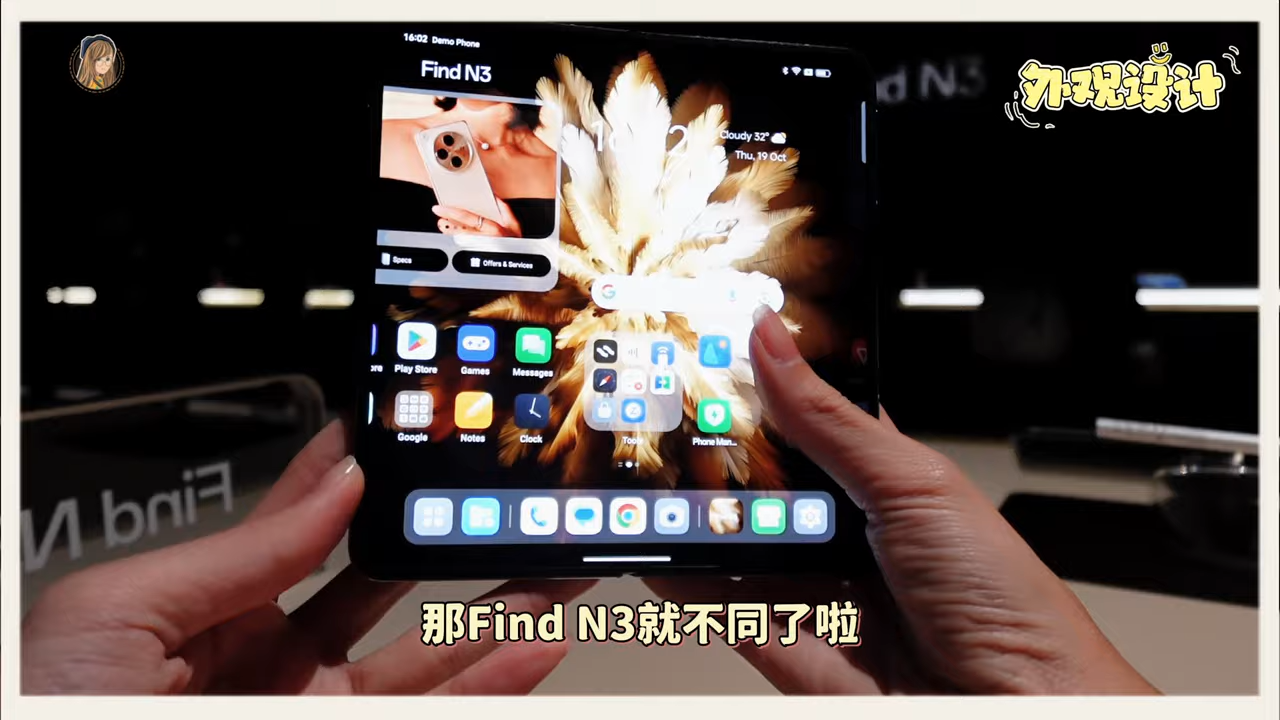 16:02 Demo Phone
Find N3
外观设计
Find N3
Cloudy 32°
Thu, 19 Oct
Specs
Offers & Services
Play Store
Games
Messages
Google
Notes
Clock
Tools
Phone Man...
Find N
那Find N3就不同了啦